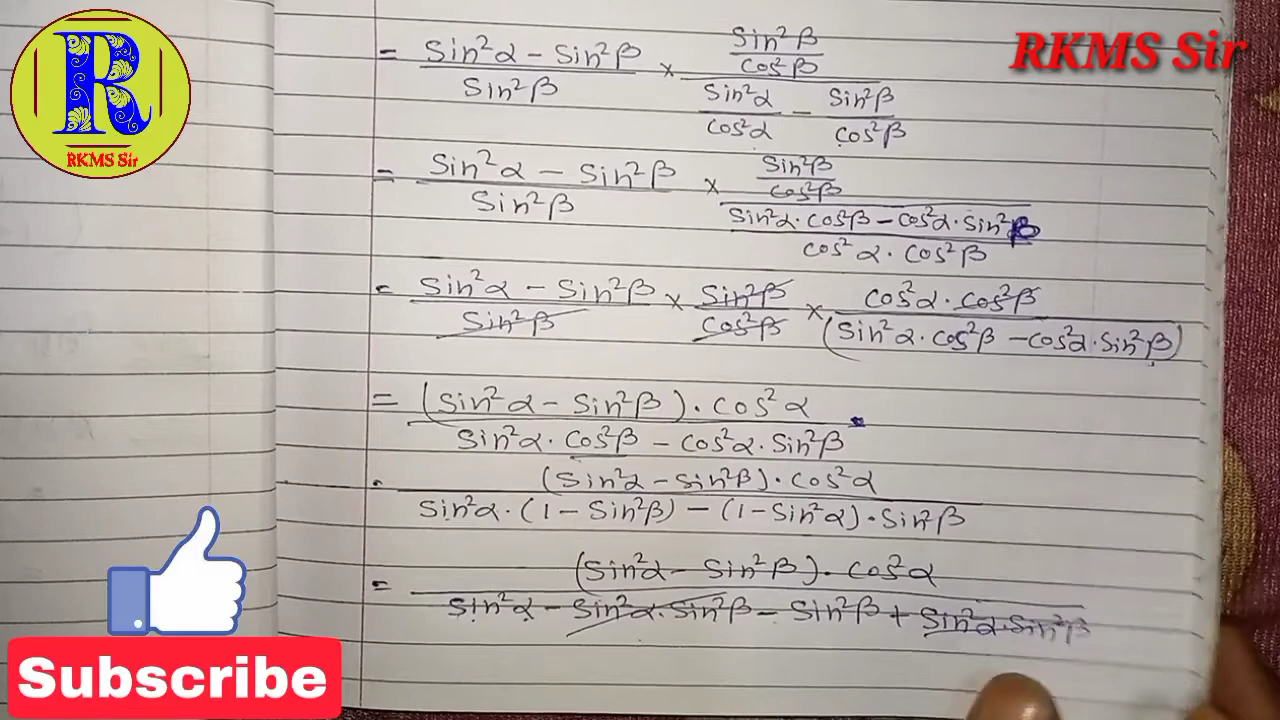 R
RKMS Sir
RKMS Sir
= (Sin²α − Sin²β)/(Sin²β) × (Sin²β/cos²β)/(Sin²α/cos²α − Sin²β/cos²β)
= (Sin²α − Sin²β)/(Sin²β) × (Sin²β/cos²β)/((Sin²α·cos²β − cos²α·Sin²β)/(cos²α·cos²β))
= (Sin²α − Sin²β)/(Sin²β) × (Sin²β)/(cos²β) × (cos²α·cos²β)/(Sin²α·cos²β − cos²α·Sin²β)
= ((Sin²α − Sin²β)·cos²α)/(Sin²α·cos²β − cos²α·Sin²β)
((Sin²α − Sin²β)·cos²α)/(Sin²α·(1 − Sin²β) − (1 − Sin²α)·Sin²β)
= ((Sin²α − Sin²β)·cos²α)/(Sin²α − Sin²α·Sin²β − Sin²β + Sin²α·Sin²β)
Subscribe